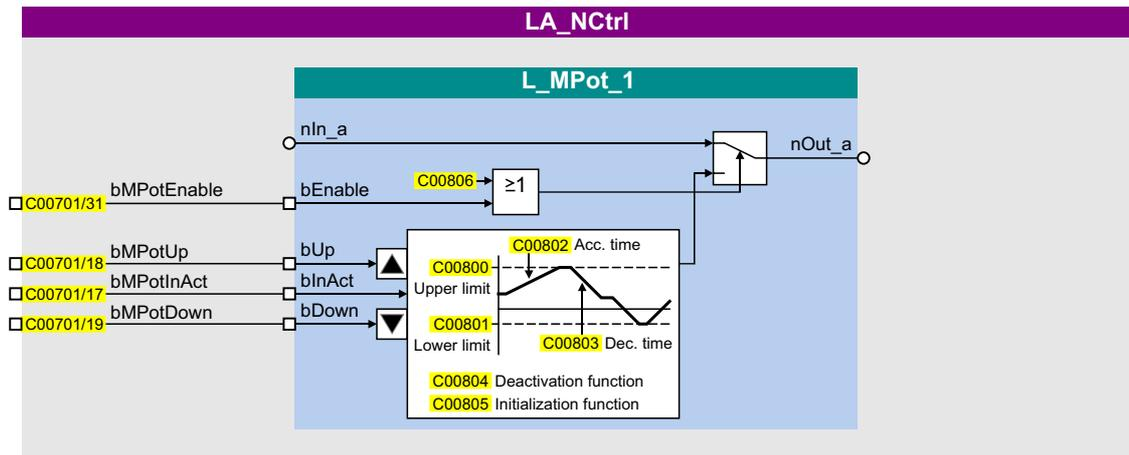 LA_NCtrl
L_MPot_1
nIn_a
nOut_a
C00806
≥1
bMPotEnable
bEnable
C00701/31
bMPotUp
bUp
C00802 Acc. time
C00701/18
C00800
Upper limit
bMPotInAct
bInAct
C00701/17
bMPotDown
bDown
C00701/19
C00801
Lower limit
C00803 Dec. time
C00804 Deactivation function
C00805 Initialization function